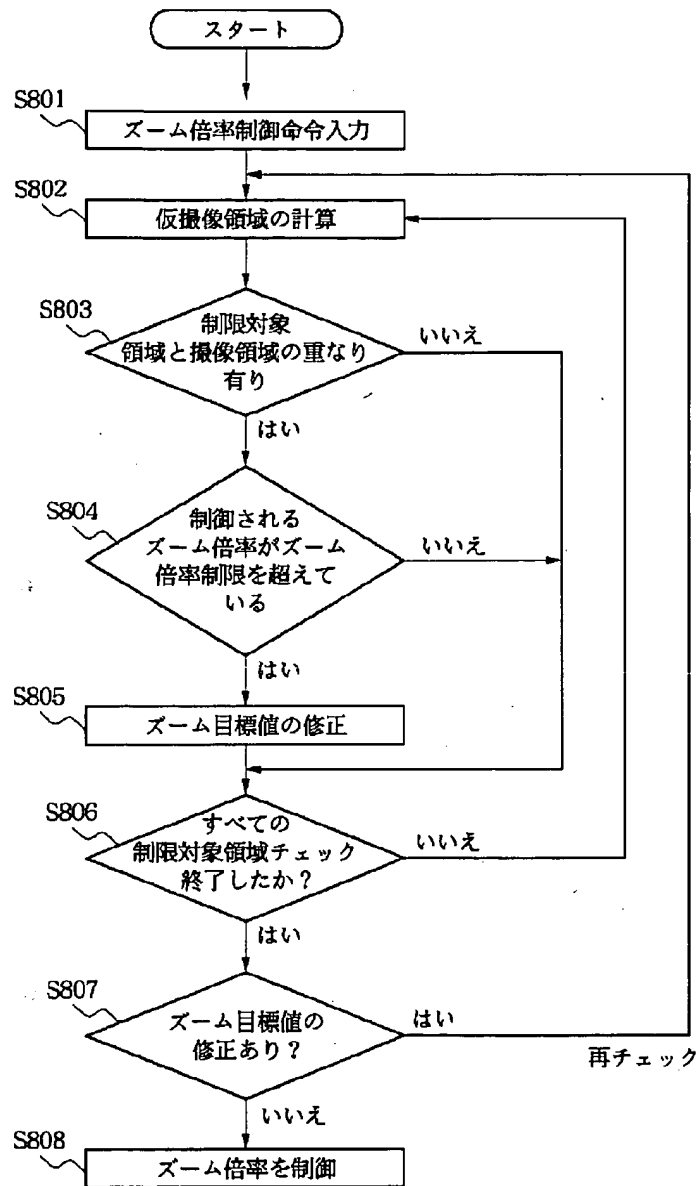 スタート
S801
ズーム倍率制御命令入力
S802
仮撮像領域の計算
S803
制限対象
領域と撮像領域の重なり
有り
いいえ
はい
S804
制御される
ズーム倍率がズーム
倍率制限を超えて
いる
いいえ
はい
S805
ズーム目標値の修正
S806
すべての
制限対象領域チェック
終了したか？
いいえ
はい
S807
ズーム目標値の
修正あり？
はい
再チェック
いいえ
S808
ズーム倍率を制御